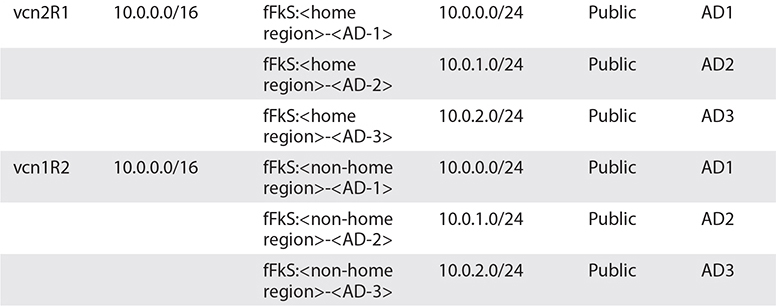 vcn2R1 10.0.0.0/16 fFkS:<home 10.0.0.0/24 Public AD1
region>-<AD-1>
fFkS:<home 10.0.1.0/24 Public AD2
region>-<AD-2>
fFkS:<home 10.0.2.0/24 Public AD3
region>-<AD-3>
vcn1R2 10.0.0.0/16 fFkS:<non-home 10.0.0.0/24 Public AD1
region>-<AD-1>
fFkS:<non-home 10.0.1.0/24 Public AD2
region>-<AD-2>
fFkS:<non-home 10.0.2.0/24 Public AD3
region>-<AD-3>